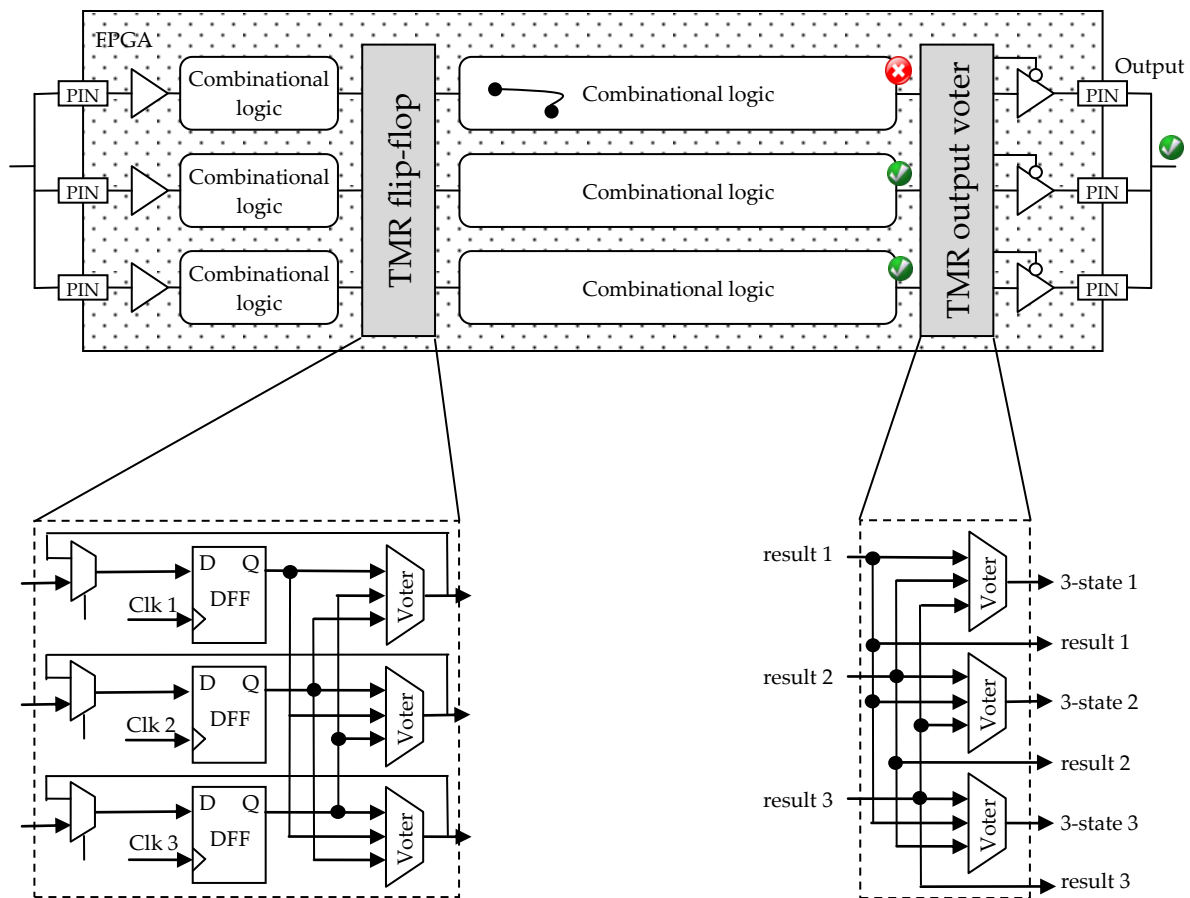 FPGA
Output
PIN
Combinational
logic
TMR flip-flop
Combinational logic
TMR output voter
PIN
PIN
Combinational
logic
Combinational logic
PIN
PIN
Combinational
logic
Combinational logic
PIN
D Q
DFF
Clk 1
Voter
D Q
DFF
Clk 2
Voter
D Q
DFF
Clk 3
Voter
result 1
Voter
3-state 1
result 1
result 2
Voter
3-state 2
result 2
result 3
Voter
3-state 3
result 3